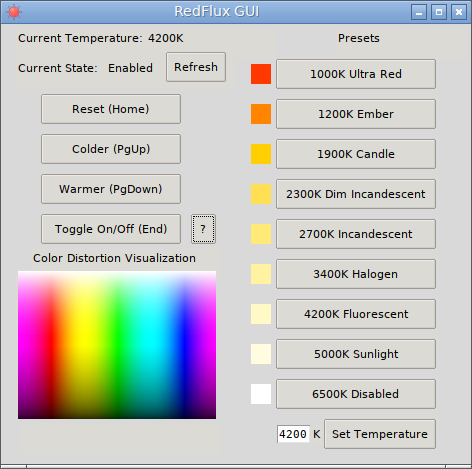 RedFlux GUI
Current Temperature: 4200K
Presets
Current State: Enabled
Refresh
1000K Ultra Red
Reset (Home)
1200K Ember
Colder (PgUp)
1900K Candle
Warmer (PgDown)
2300K Dim Incandescent
Toggle On/Off (End)
?
2700K Incandescent
Color Distortion Visualization
3400K Halogen
4200K Fluorescent
5000K Sunlight
6500K Disabled
4200 K
Set Temperature